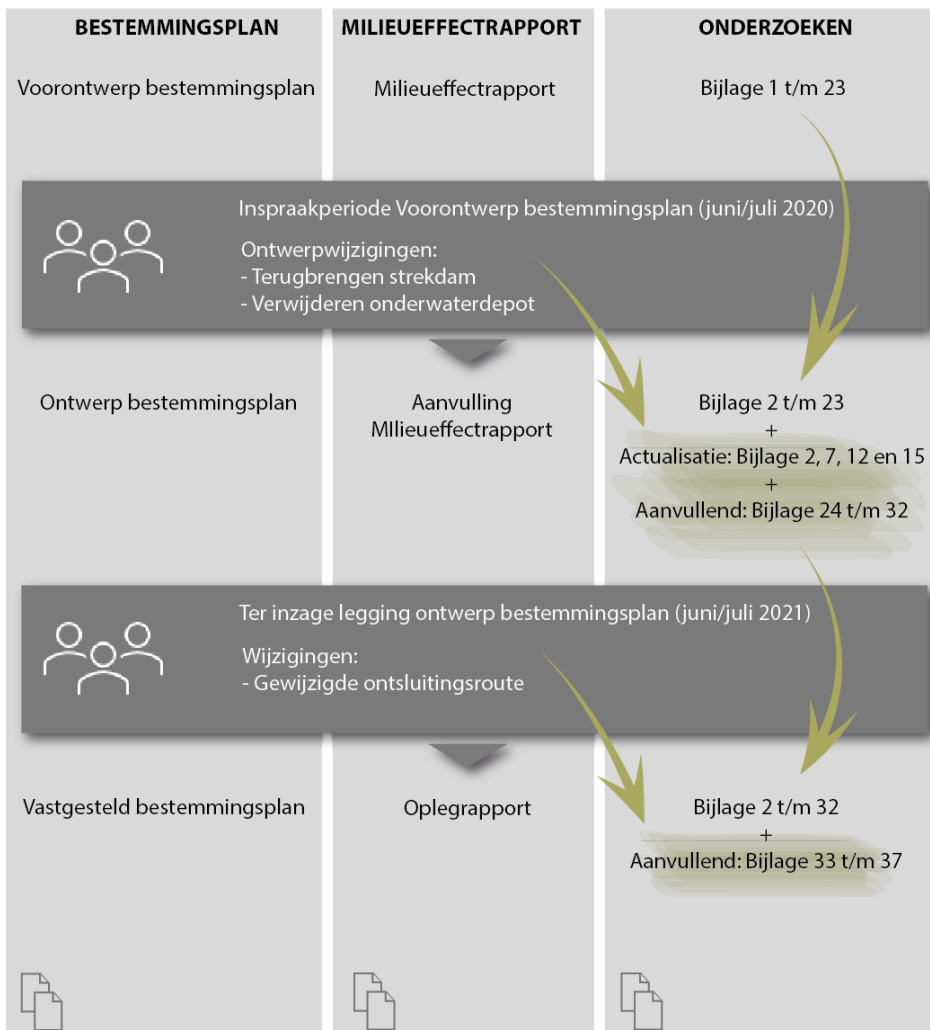 BESTEMMINGSPLAN
MILIEUEFFECTRAPPORT
ONDERZOEKEN
Voorontwerp bestemmingsplan
Milieueffectrapport
Bijlage 1 t/m 23
Inspraakperiode Voorontwerp bestemmingsplan (juni/juli 2020)
Ontwerpwijzigingen:
- Terugbrengen strekdam
- Verwijderen onderwaterdepot
Ontwerp bestemmingsplan
Aanvulling
MIlieueffectrapport
Bijlage 2 t/m 23
+
Actualisatie: Bijlage 2, 7, 12 en 15
+
Aanvullend: Bijlage 24 t/m 32
Ter inzage legging ontwerp bestemmingsplan (juni/juli 2021)
Wijzigingen:
- Gewijzigde ontsluitingsroute
Vastgesteld bestemmingsplan
Oplegrapport
Bijlage 2 t/m 32
+
Aanvullend: Bijlage 33 t/m 37